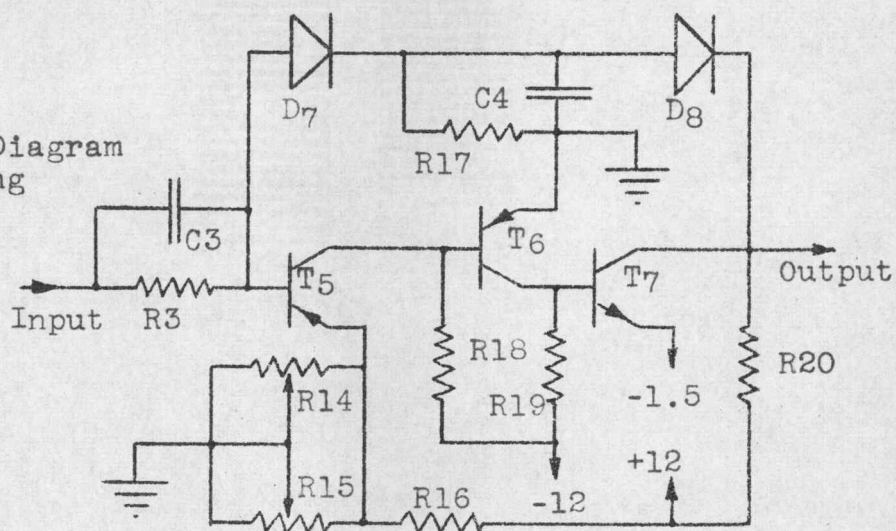 D7
C4
D8
R17
Diagram
C3
T5
T6
T7
Output
Input
R3
R18
R20
R14
R19
-1.5
+12
R15
R16
-12